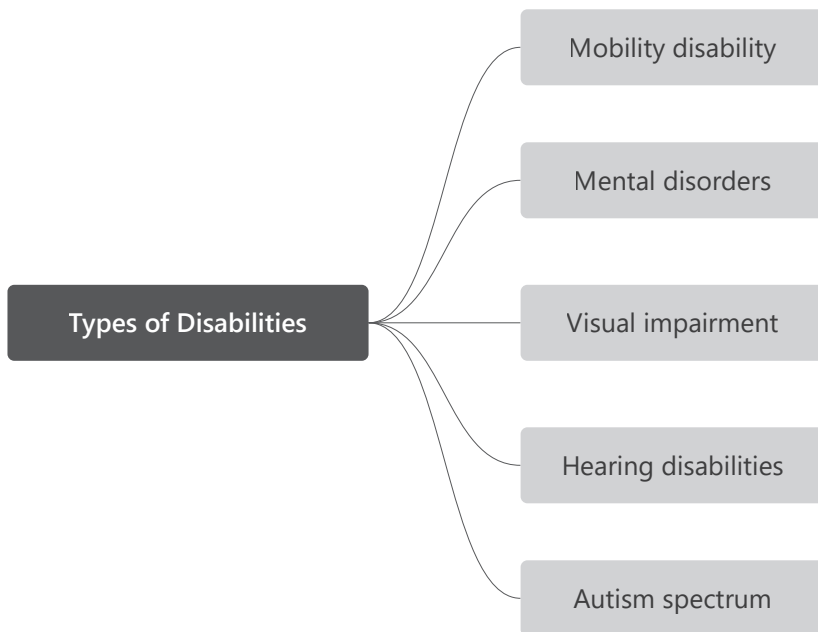 Mobility disability
Mental disorders
Types of Disabilities
Visual impairment
Hearing disabilities
Autism spectrum